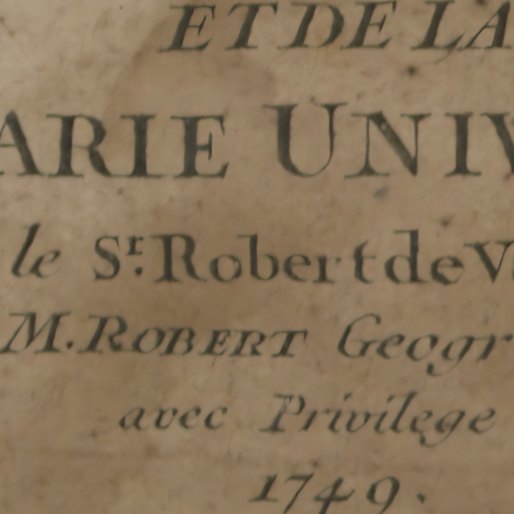 ET DE LA
ARIE UNIV
le Sr. Robert de V
M. ROBERT Geogr
avec Privilege
1749.